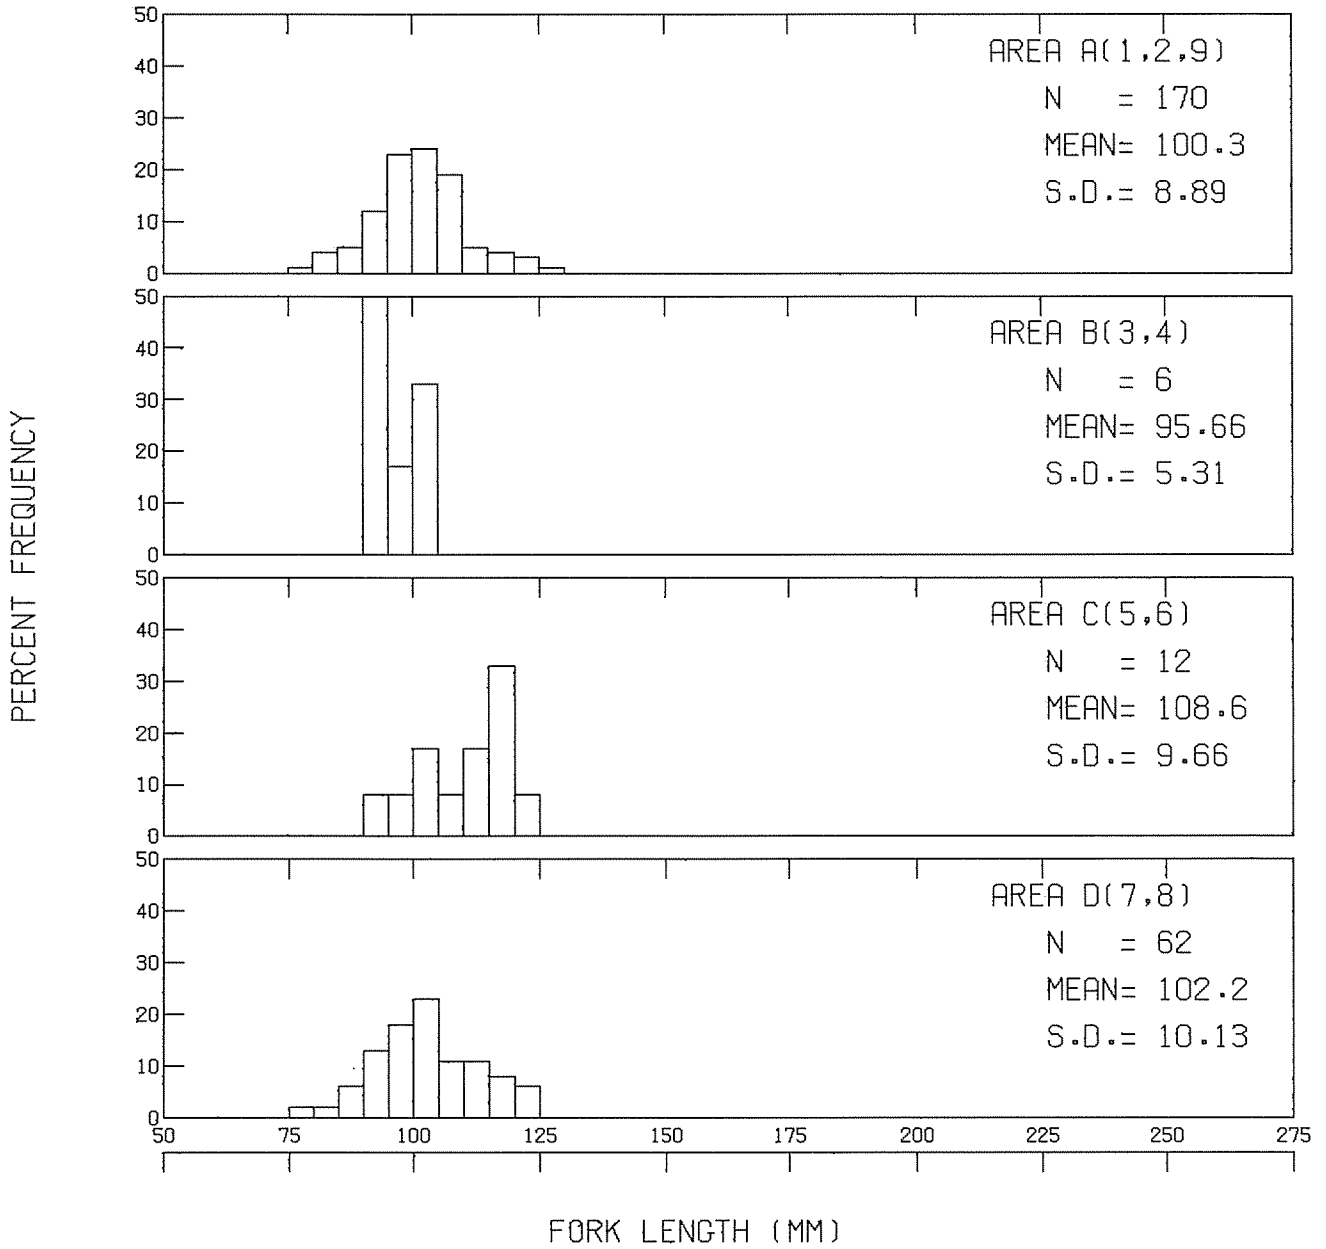 PERCENT FREQUENCY
50
40
30
20
10
0
AREA A(1,2,9)
N = 170
MEAN= 100.3
S.D.= 8.89
50
40
30
20
10
0
AREA B(3,4)
N = 6
MEAN= 95.66
S.D.= 5.31
50
40
30
20
10
0
AREA C(5,6)
N = 12
MEAN= 108.6
S.D.= 9.66
50
40
30
20
10
0
AREA D(7,8)
N = 62
MEAN= 102.2
S.D.= 10.13
50 75 100 125 150 175 200 225 250 275
FORK LENGTH (MM)